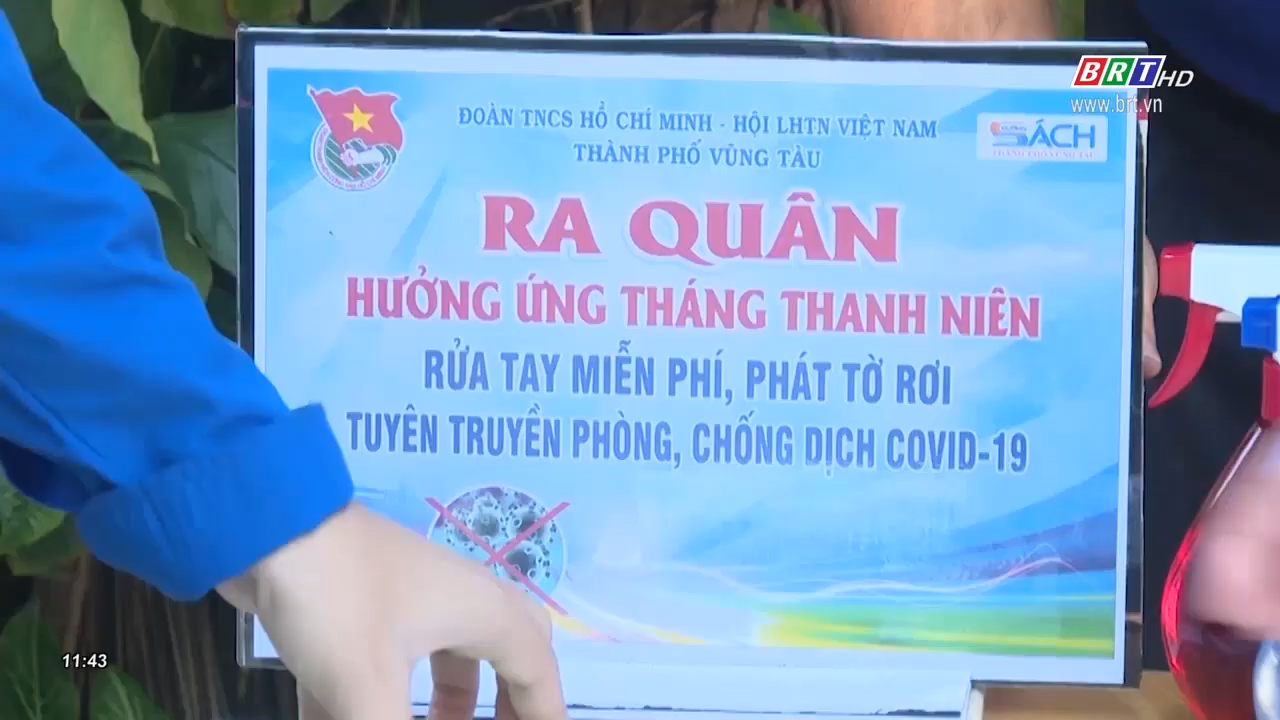 BRT HD
www.brt.vn
ĐOÀN TNCS HỒ CHÍ MINH - HỘI LHTN VIỆT NAM
THÀNH PHỐ VŨNG TÀU
SÁCH
RA QUÂN
HƯỞNG ỨNG THÁNG THANH NIÊN
RỬA TAY MIỄN PHÍ, PHÁT TỜ RƠI
TUYÊN TRUYỀN PHÒNG, CHỐNG DỊCH COVID-19
11:43